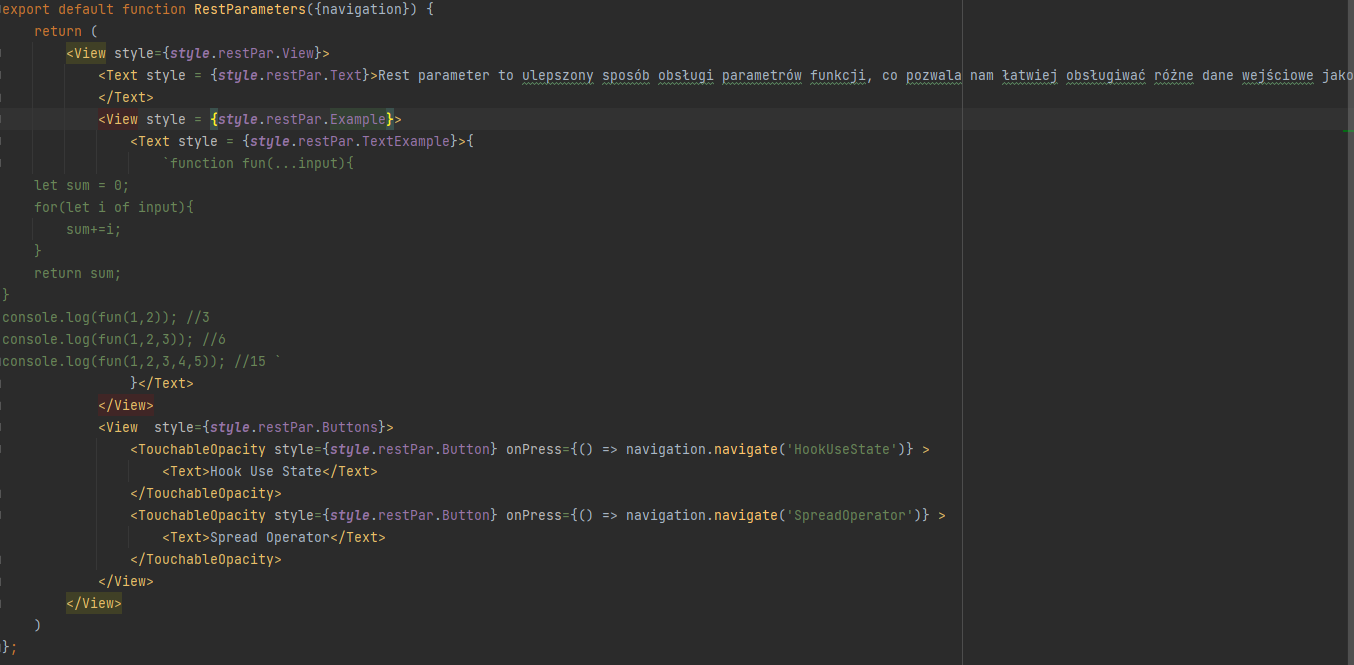 export default function RestParameters({navigation}) {
    return (
        <View style={style.restPar.View}>
            <Text style = {style.restPar.Text}>Rest parameter to ulepszony sposób obsługi parametrów funkcji, co pozwala nam łatwiej obsługiwać różne dane wejściowe jako
            </Text>
            <View style = {style.restPar.Example}>
                <Text style = {style.restPar.TextExample}>{
                    `function fun(...input){
    let sum = 0;
    for(let i of input){
        sum+=i;
    }
    return sum;
}
console.log(fun(1,2)); //3
console.log(fun(1,2,3)); //6
console.log(fun(1,2,3,4,5)); //15 `
                }</Text>
            </View>
            <View  style={style.restPar.Buttons}>
                <TouchableOpacity style={style.restPar.Button} onPress={() => navigation.navigate('HookUseState')} >
                    <Text>Hook Use State</Text>
                </TouchableOpacity>
                <TouchableOpacity style={style.restPar.Button} onPress={() => navigation.navigate('SpreadOperator')} >
                    <Text>Spread Operator</Text>
                </TouchableOpacity>
            </View>
        </View>
    )
};